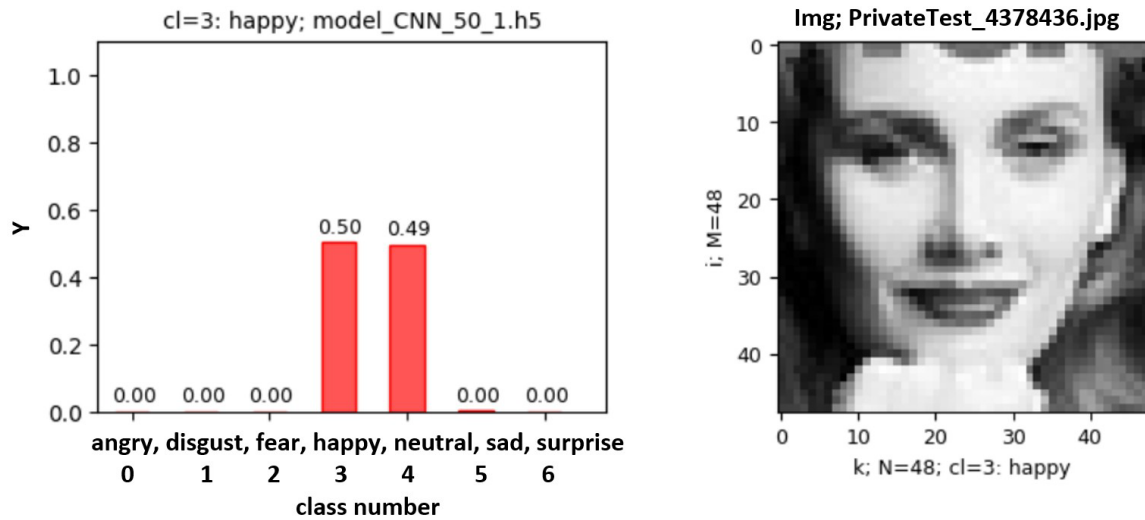 cl=3: happy; model_CNN_50_1.h5
1.0
0.8
0.6
0.4
0.2
0.0
Y
0.00 0.00 0.00 0.50 0.49 0.00 0.00
angry, disgust, fear, happy, neutral, sad, surprise
0 1 2 3 4 5 6
class number
Img; PrivateTest_4378436.jpg
0
10
20
30
40
i; M=48
0 10 20 30 40
k; N=48; cl=3: happy